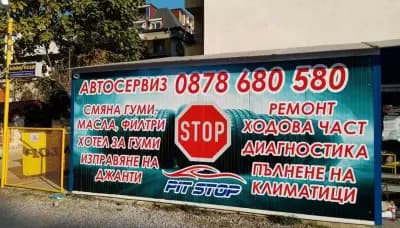 АВТОСЕРВИЗ 0878 680 580
СМЯНА ГУМИ,
МАСЛА, ФИЛТРИ
ХОТЕЛ ЗА ГУМИ
ИЗПРАВЯНЕ НА
ДЖАНТИ
STOP
PIT STOP
РЕМОНТ
ХОДОВА ЧАСТ
ДИАГНОСТИКА
ПЪЛНЕНЕ НА
КЛИМАТИЦИ